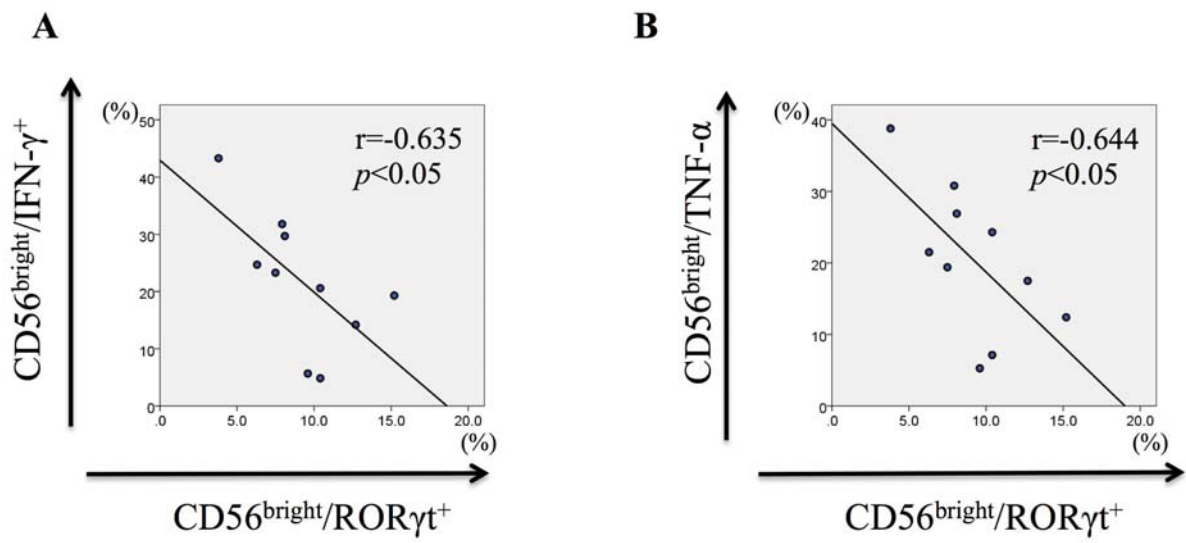 A
(%)
50
40
30
20
10
0
.0 5.0 10.0 15.0 20.0
(%)
r=-0.635
p<0.05
CD56bright/IFN-γ+
CD56bright/RORγt+
B
(%)
40
30
20
10
0
.0 5.0 10.0 15.0 20.0
(%)
r=-0.644
p<0.05
CD56bright/TNF-α
CD56bright/RORγt+